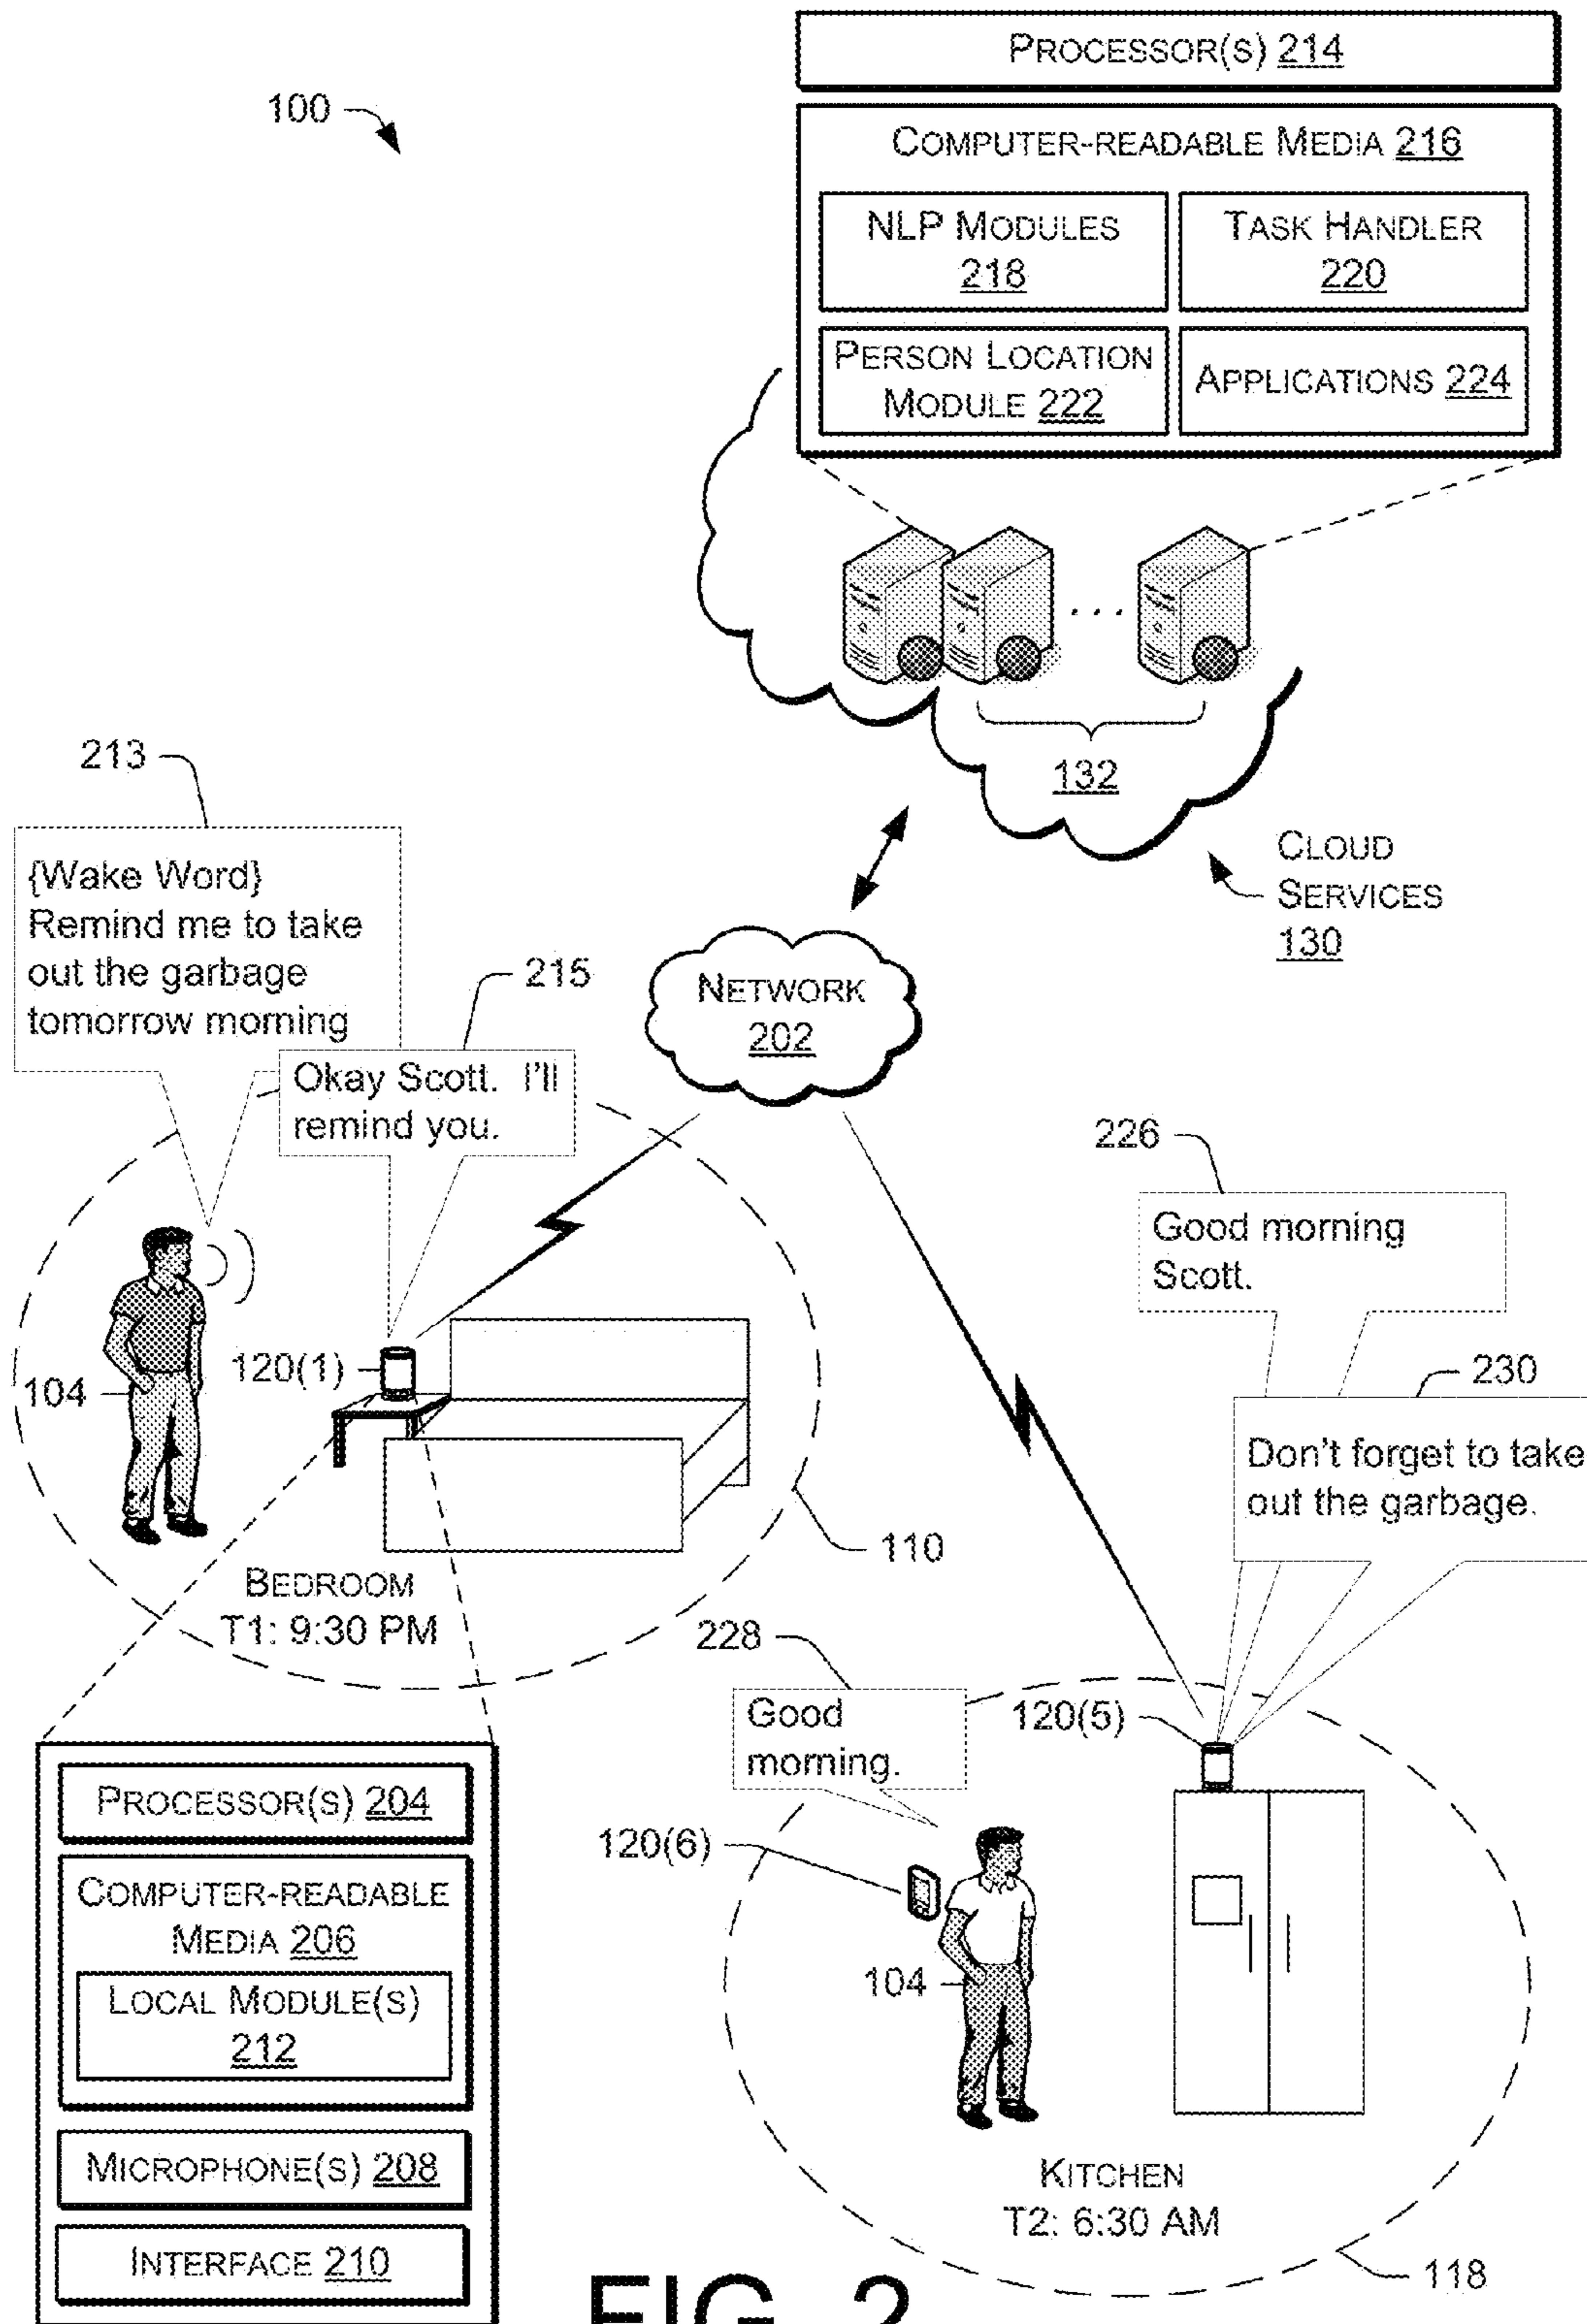 PROCESSOR(S) 214
100
COMPUTER-READABLE MEDIA 216
NLP MODULES
218
TASK HANDLER
220
PERSON LOCATION
MODULE 222
APPLICATIONS 224
132
213
{Wake Word}
Remind me to take
out the garbage
tomorrow morning
CLOUD
SERVICES
130
215
Okay Scott. I'll
remind you.
NETWORK
202
226
Good morning
Scott.
230
Don't forget to take
out the garbage.
120(1)
104
110
BEDROOM
T1: 9:30 PM
228
Good
morning.
120(5)
120(6)
104
PROCESSOR(S) 204
COMPUTER-READABLE
MEDIA 206
LOCAL MODULE(S)
212
MICROPHONE(S) 208
INTERFACE 210
KITCHEN
T2: 6:30 AM
118
FIG. 2